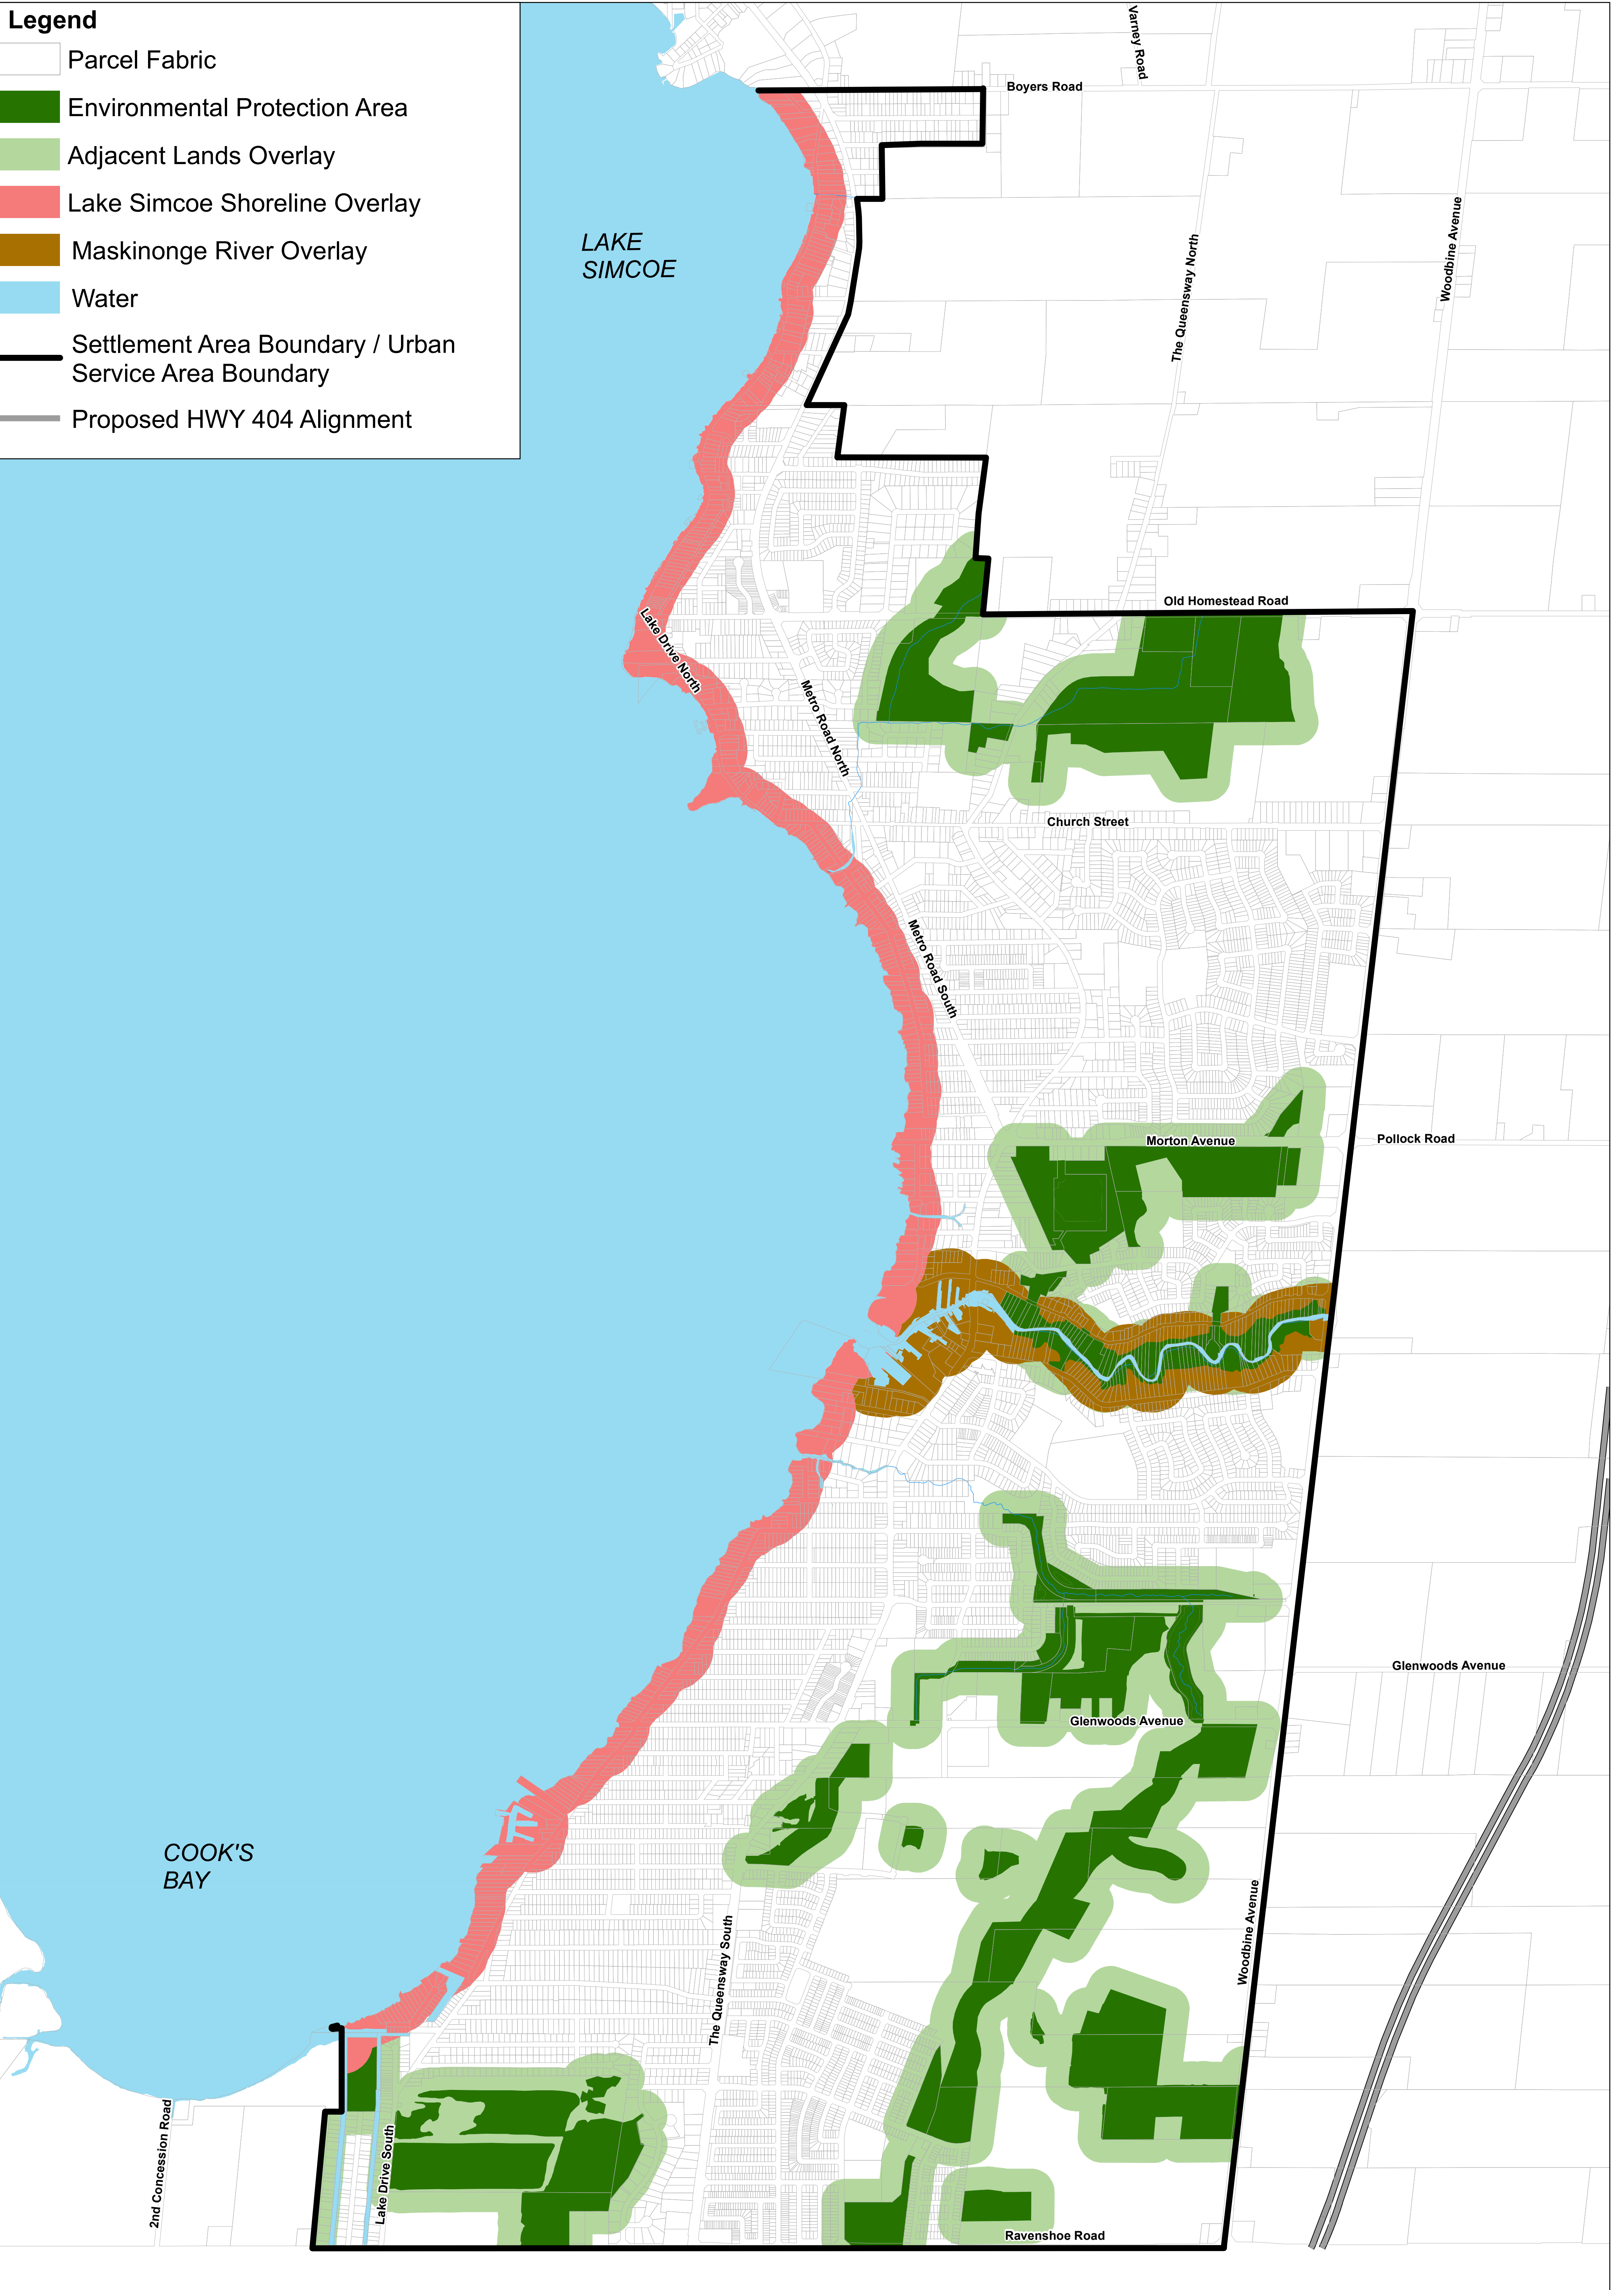 Legend
Parcel Fabric
Environmental Protection Area
Adjacent Lands Overlay
Lake Simcoe Shoreline Overlay
Maskinonge River Overlay
Water
Settlement Area Boundary / Urban
Service Area Boundary
Proposed HWY 404 Alignment
Varney Road
Boyers Road
LAKE
SIMCOE
The Queensway North
Woodbine Avenue
Old Homestead Road
Lake Drive North
Metro Road North
Church Street
Metro Road South
Morton Avenue
Pollock Road
Glenwoods Avenue
Glenwoods Avenue
COOK'S
BAY
The Queensway South
Woodbine Avenue
2nd Concession Road
Lake Drive South
Ravenshoe Road